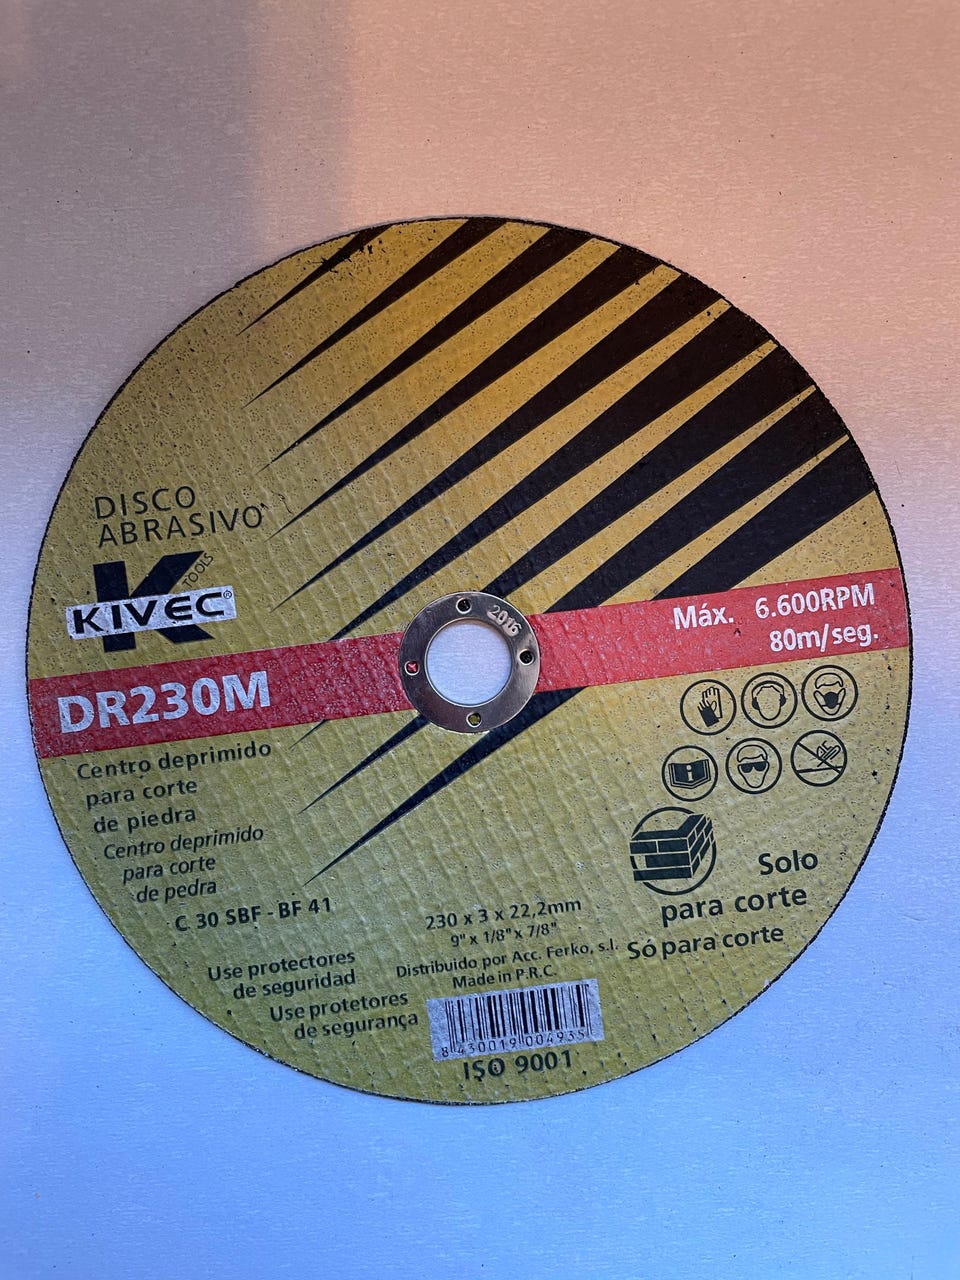 DISCO
ABRASIVO
K TOOLS
KIVEC®
DR230M
2016
Máx. 6.600RPM
80m/seg.
Centro deprimido
para corte
de piedra
Centro deprimido
para corte
de pedra
C 30 SBF - BF 41
Use protectores
de seguridad
Use protetores
de segurança
230 x 3 x 22,2mm
9" x 1/8" x 7/8"
Distribuido por Acc. Ferko, s.l.
Made in P.R.C.
8 430019 004935
ISO 9001
i
Solo
para corte
Só para corte